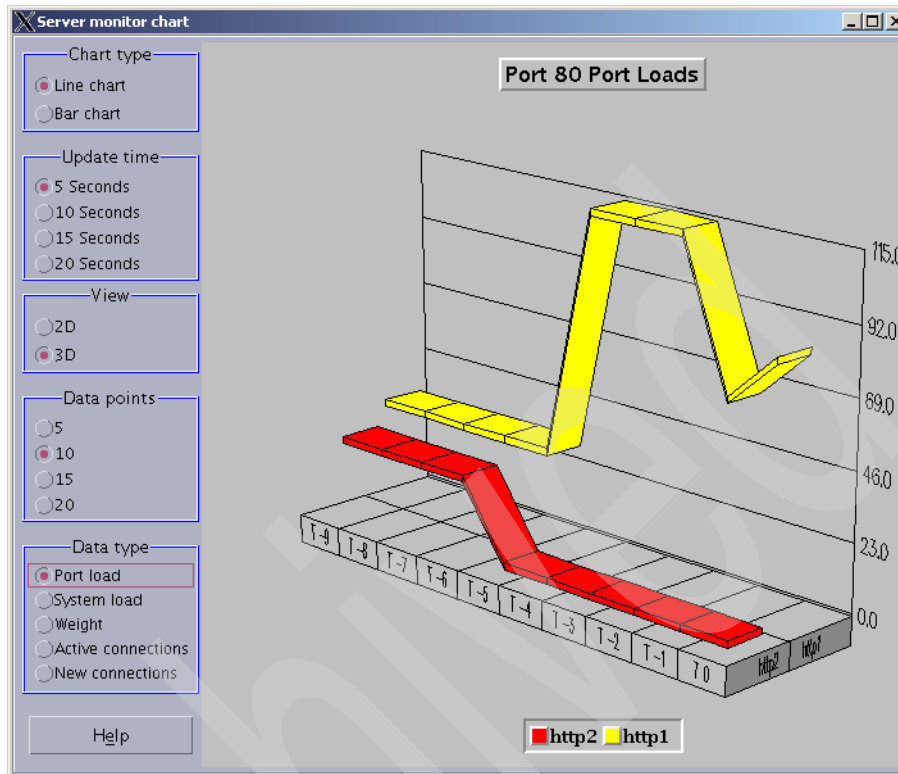 Server monitor chart
Chart type
Line chart
Bar chart
Update time
5 Seconds
10 Seconds
15 Seconds
20 Seconds
View
2D
3D
Data points
5
10
15
20
Data type
Port load
System load
Weight
Active connections
New connections
Help
Port 80 Port Loads
115.0
92.0
69.0
46.0
23.0
0.0
T-9
T-8
T-7
T-6
T-5
T-4
T-3
T-2
T-1
T0
http2
http1
http2
http1